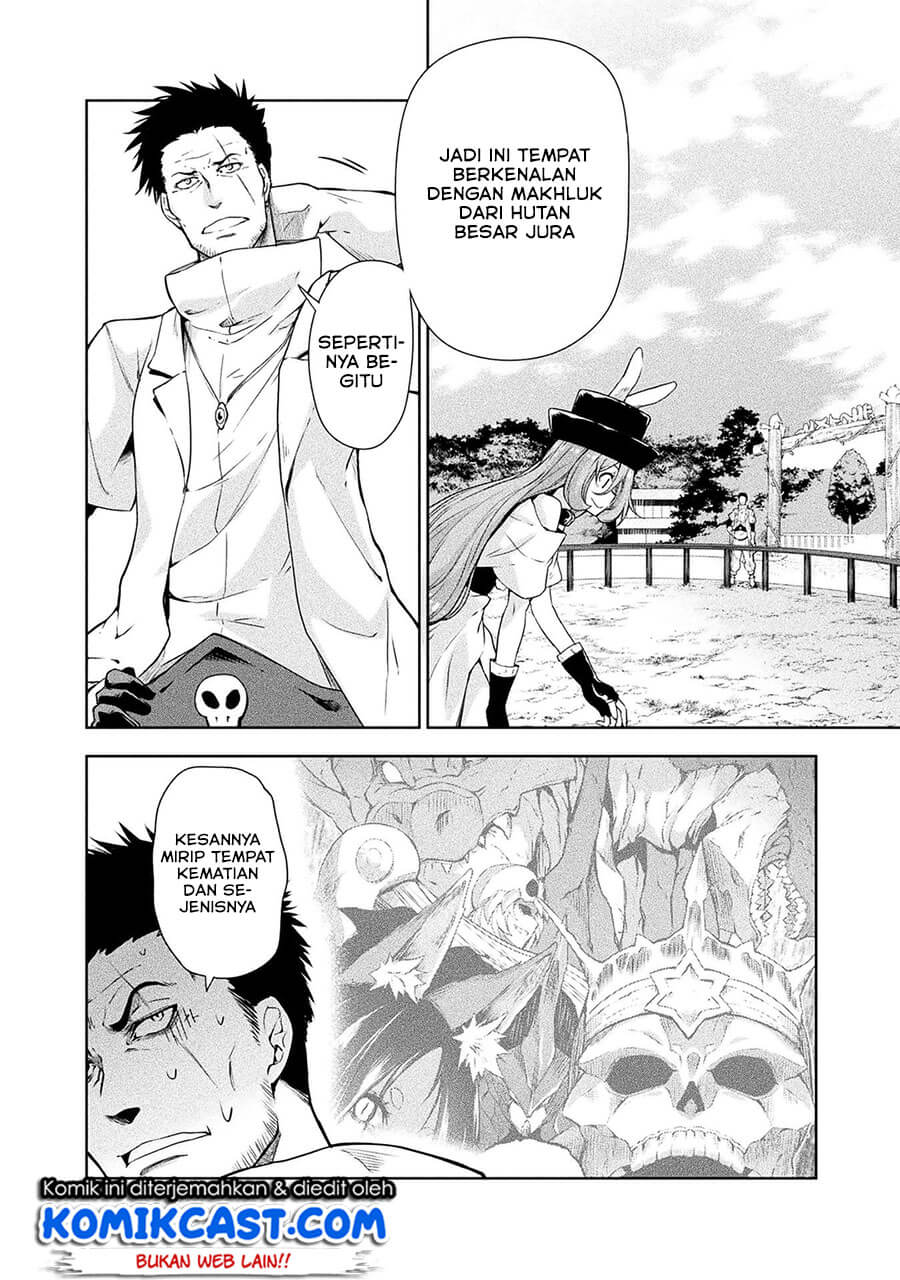 JADI INI TEMPAT
BERKENALAN
DENGAN MAKHLUK
DARI HUTAN
BESAR JURA
SEPERTI-
NYA BE-
GITU
KESANNYA
MIRIP TEMPAT
KEMATIAN
DAN SE-
JENISNYA
Komik ini diterjemahkan & diedit oleh
KOMIKCAST.COM
BUKAN WEB LAIN!!